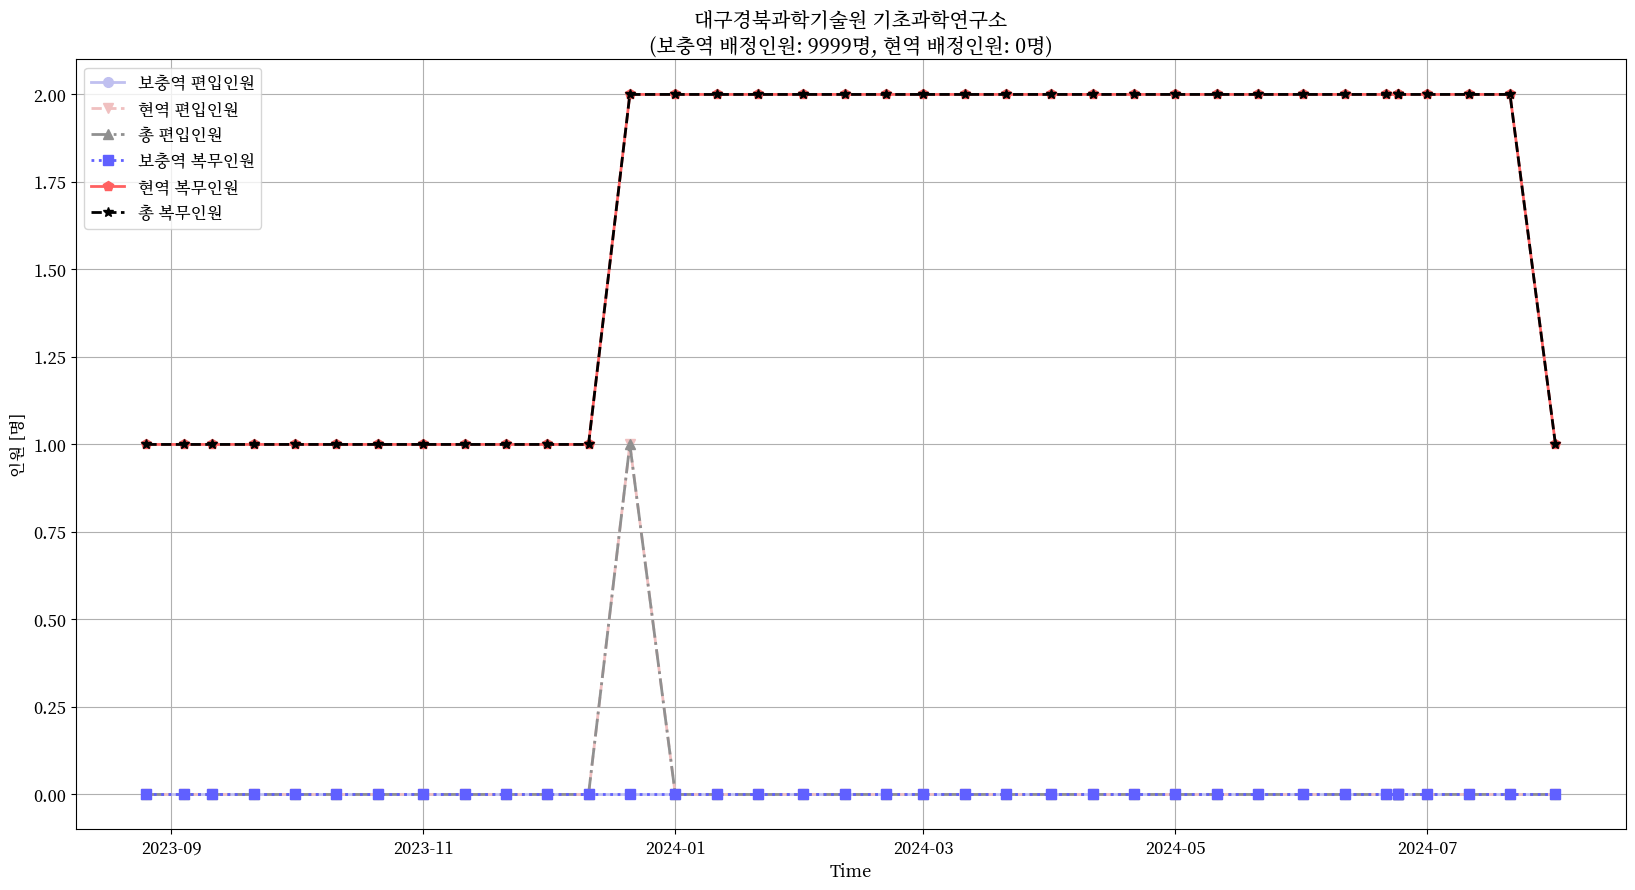 대구경북과학기술원 기초과학연구소
(보충역 배정인원: 9999명, 현역 배정인원: 0명)
보충역 편입인원
현역 편입인원
총 편입인원
보충역 복무인원
현역 복무인원
총 복무인원
인원 [명]
2.00
1.75
1.50
1.25
1.00
0.75
0.50
0.25
0.00
2023-09 2023-11 2024-01 2024-03 2024-05 2024-07
Time